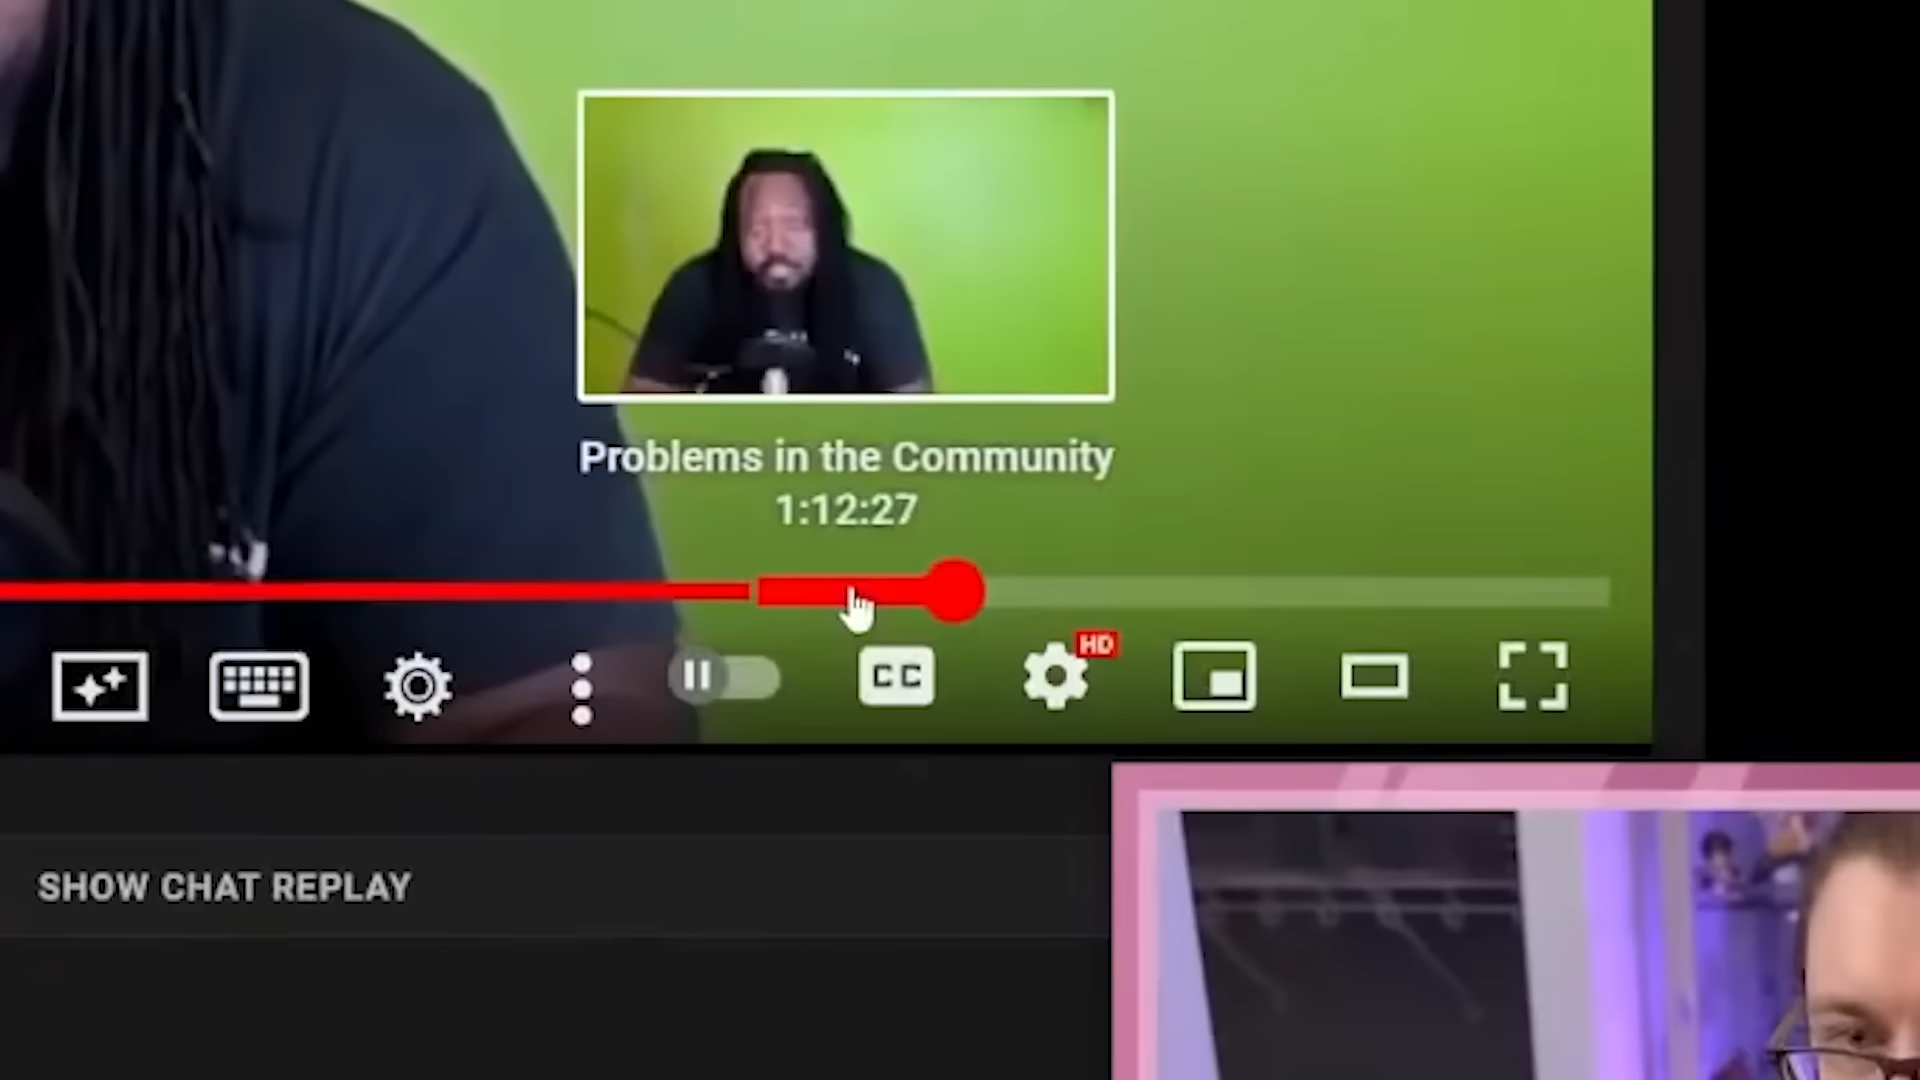 Problems in the Community
1:12:27
CC
HD
SHOW CHAT REPLAY